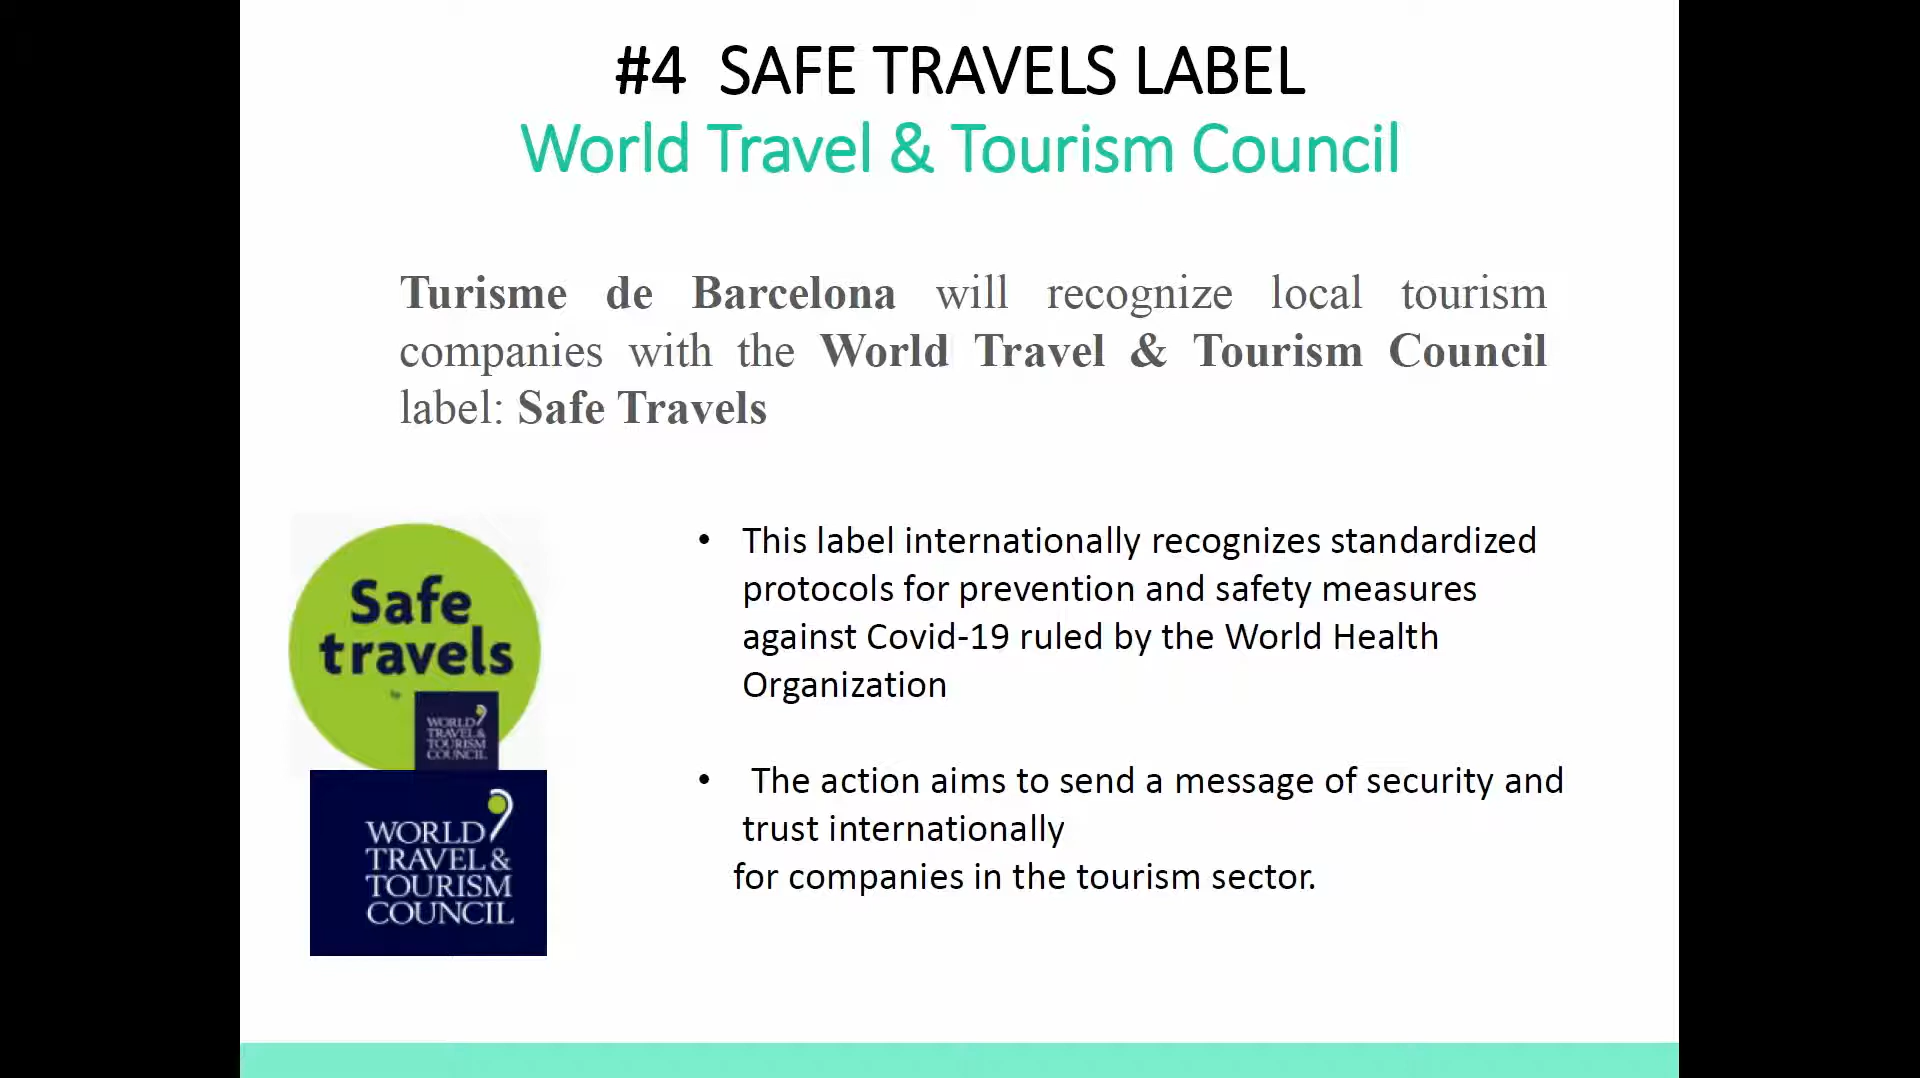 #4 SAFE TRAVELS LABEL
World Travel & Tourism Council
Turisme de Barcelona will recognize local tourism
companies with the World Travel & Tourism Council
label: Safe Travels
Safe
travels
by
WORLD
TRAVEL &
TOURISM
COUNCIL
WORLD
TRAVEL &
TOURISM
COUNCIL
• This label internationally recognizes standardized
protocols for prevention and safety measures
against Covid-19 ruled by the World Health
Organization
• The action aims to send a message of security and
trust internationally
for companies in the tourism sector.